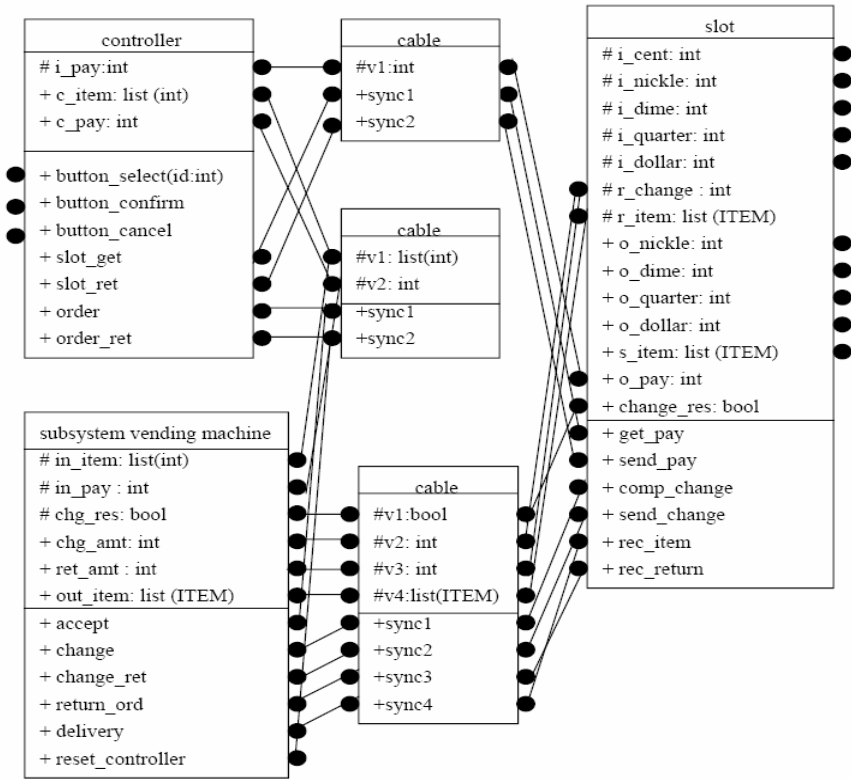 controller
# i_pay:int
+ c_item: list (int)
+ c_pay: int
+ button_select(id:int)
+ button_confirm
+ button_cancel
+ slot_get
+ slot_ret
+ order
+ order_ret
cable
#v1:int
+sync1
+sync2
cable
#v1: list(int)
#v2: int
+sync1
+sync2
slot
# i_cent: int
# i_nickle: int
# i_dime: int
# i_quarter: int
# i_dollar: int
# r_change : int
# r_item: list (ITEM)
+ o_nickle: int
+ o_dime: int
+ o_quarter: int
+ o_dollar: int
+ s_item: list (ITEM)
+ o_pay: int
+ change_res: bool
+ get_pay
+ send_pay
+ comp_change
+ send_change
+ rec_item
+ rec_return
subsystem vending machine
# in_item: list(int)
# in_pay : int
# chg_res: bool
+ chg_amt: int
+ ret_amt : int
+ out_item: list (ITEM)
+ accept
+ change
+ change_ret
+ return_ord
+ delivery
+ reset_controller
cable
#v1:bool
#v2: int
#v3: int
#v4:list(ITEM)
+sync1
+sync2
+sync3
+sync4